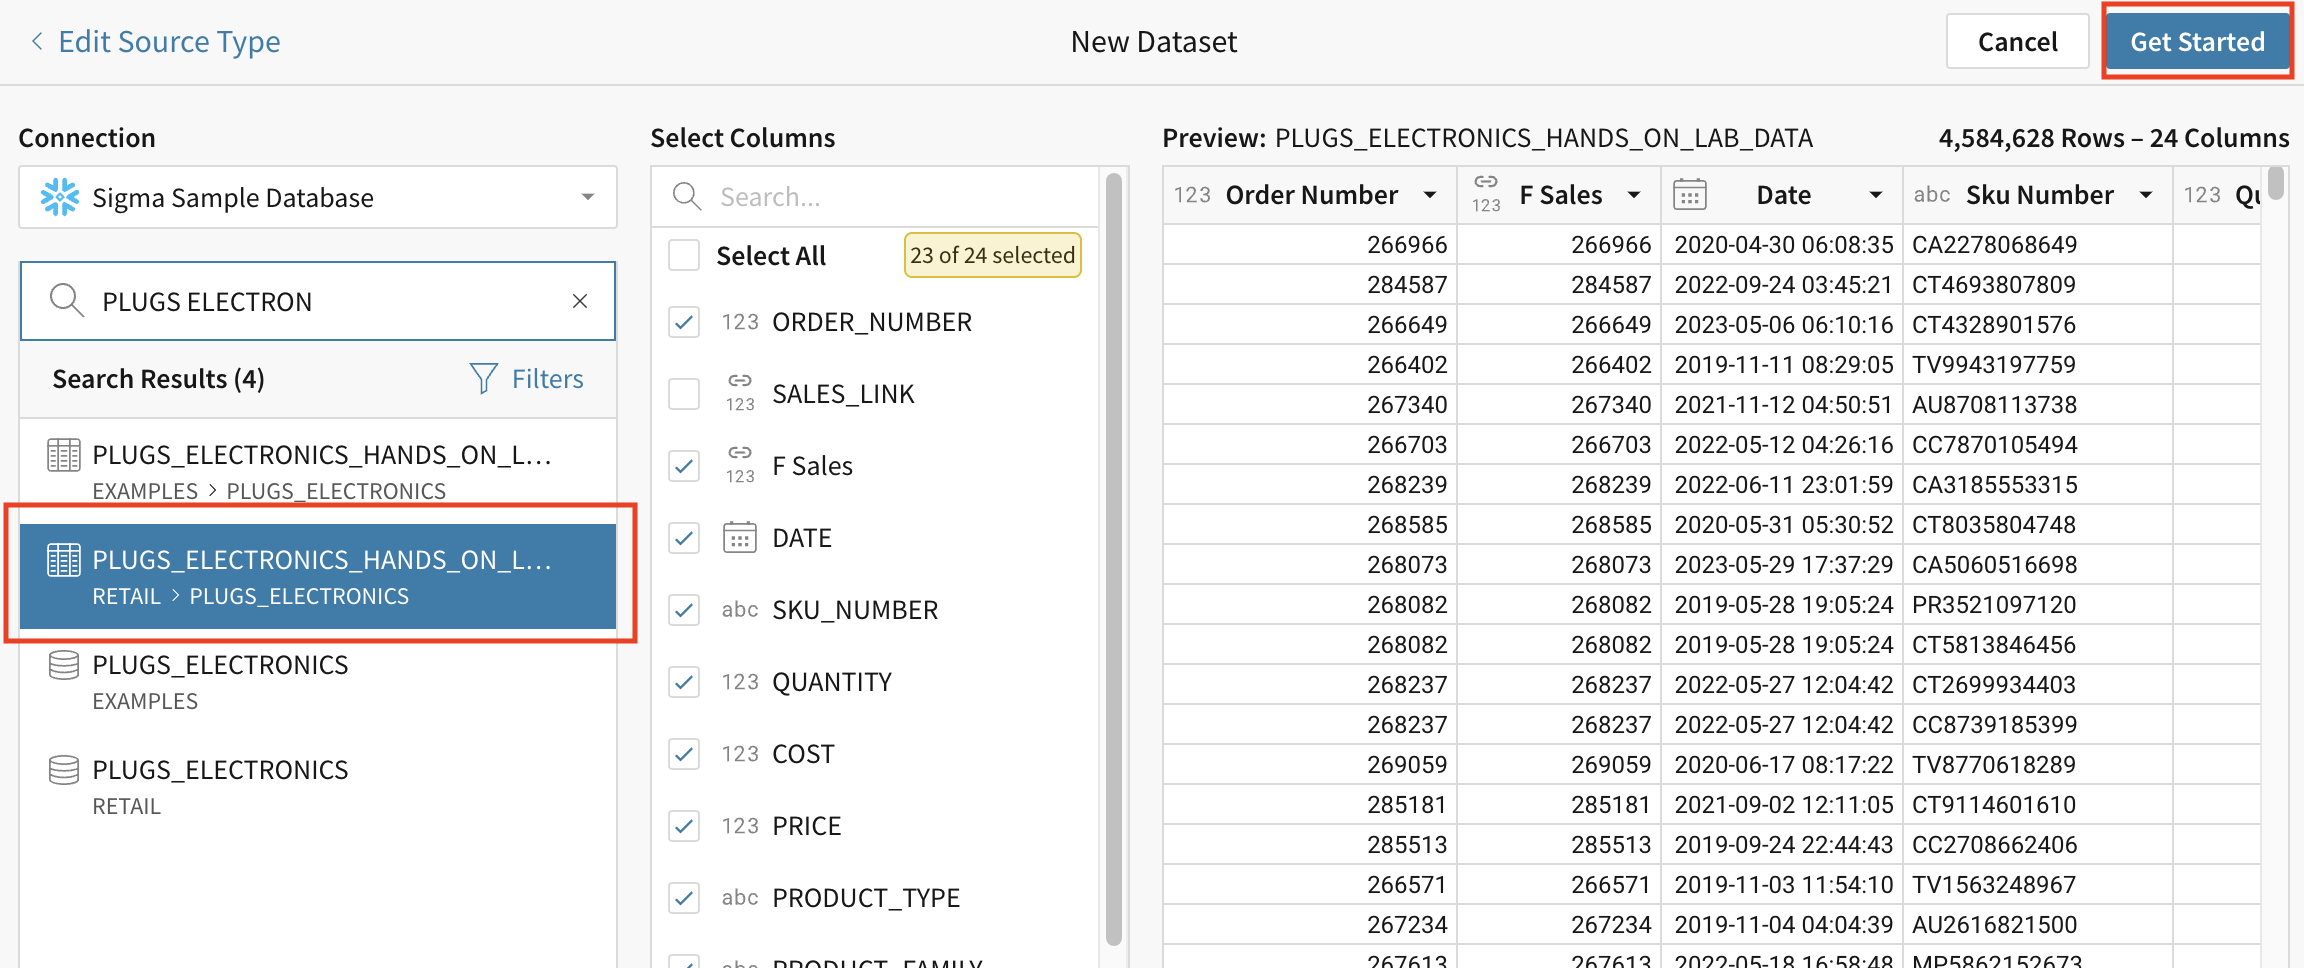 Edit Source Type
New Dataset
Cancel
Get Started
Connection
Sigma Sample Database
PLUGS ELECTRON
Search Results (4)
Filters
PLUGS_ELECTRONICS_HANDS_ON_L...
EXAMPLES > PLUGS_ELECTRONICS
PLUGS_ELECTRONICS_HANDS_ON_L...
RETAIL > PLUGS_ELECTRONICS
PLUGS_ELECTRONICS
EXAMPLES
PLUGS_ELECTRONICS
RETAIL
Select Columns
Search...
Select All
23 of 24 selected
123 ORDER_NUMBER
123 SALES_LINK
123 F Sales
DATE
abc SKU_NUMBER
123 QUANTITY
123 COST
123 PRICE
abc PRODUCT_TYPE
abc PRODUCT_FAMILY
Preview: PLUGS_ELECTRONICS_HANDS_ON_LAB_DATA
4,584,628 Rows – 24 Columns
123 Order Number 123 F Sales Date abc Sku Number 123
266966 266966 2020-04-30 06:08:35 CA2278068649
284587 284587 2022-09-24 03:45:21 CT4693807809
266649 266649 2023-05-06 06:10:16 CT4328901576
266402 266402 2019-11-11 08:29:05 TV9943197759
267340 267340 2021-11-12 04:50:51 AU8708113738
266703 266703 2022-05-12 04:26:16 CC7870105494
268239 268239 2022-06-11 23:01:59 CA3185553315
268585 268585 2020-05-31 05:30:52 CT8035804748
268073 268073 2023-05-29 17:37:29 CA5060516698
268082 268082 2019-05-28 19:05:24 PR3521097120
268082 268082 2019-05-28 19:05:24 CT5813846456
268237 268237 2022-05-27 12:04:42 CT2699934403
268237 268237 2022-05-27 12:04:42 CC8739185399
269059 269059 2020-06-17 08:17:22 TV8770618289
285181 285181 2021-09-02 12:11:05 CT9114601610
285513 285513 2019-09-24 22:44:43 CC2708662406
266571 266571 2019-11-03 11:54:10 TV1563248967
267234 267234 2019-11-04 04:04:39 AU2616821500
267613 267613 2022-05-18 16:58:48 MP5862152673